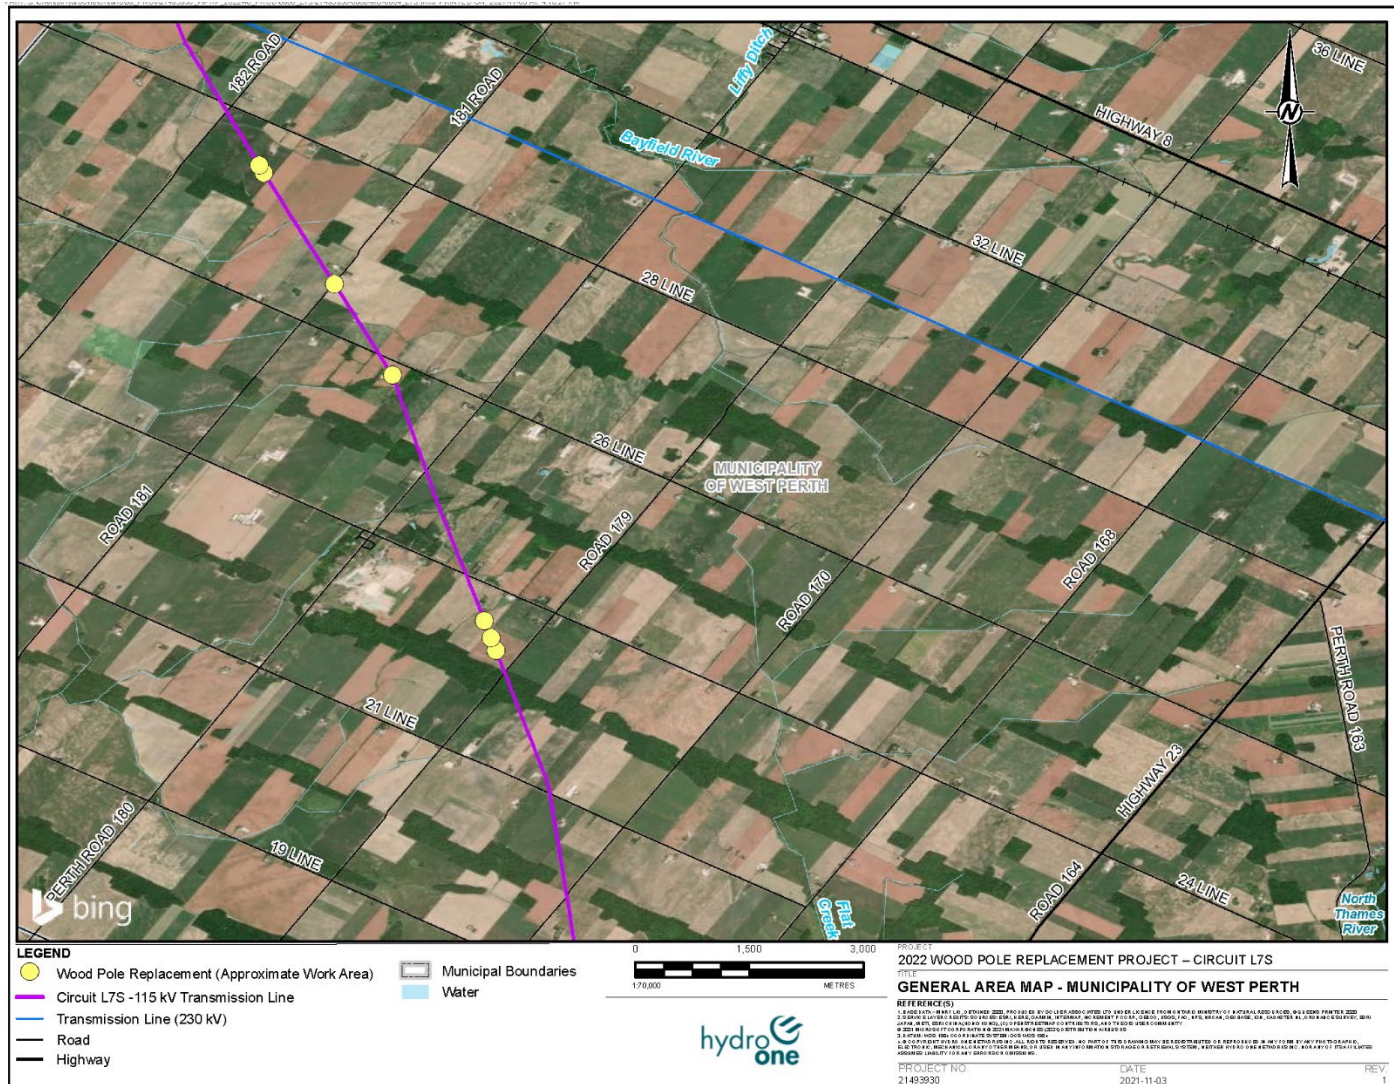 182 ROAD
181 ROAD
Liffy Ditch
36 LINE
HIGHWAY 8
Bayfield River
N
32 LINE
28 LINE
26 LINE
MUNICIPALITY
OF WEST PERTH
ROAD 181
ROAD 179
ROAD 168
ROAD 170
PERTH ROAD 163
21 LINE
HIGHWAY 23
PERTH ROAD 180
19 LINE
ROAD 164
24 LINE
Flat
Creek
North
Thames
River
bing
LEGEND
Wood Pole Replacement (Approximate Work Area)
Circuit L7S -115 kV Transmission Line
Transmission Line (230 kV)
Road
Highway
Municipal Boundaries
Water
0 1,500 3,000
1:70,000 METRES
hydro
one
PROJECT
2022 WOOD POLE REPLACEMENT PROJECT – CIRCUIT L7S
TITLE
GENERAL AREA MAP - MUNICIPALITY OF WEST PERTH
REFERENCE(S)
PROJECT NO. DATE REV
21493930 2021-11-03 1